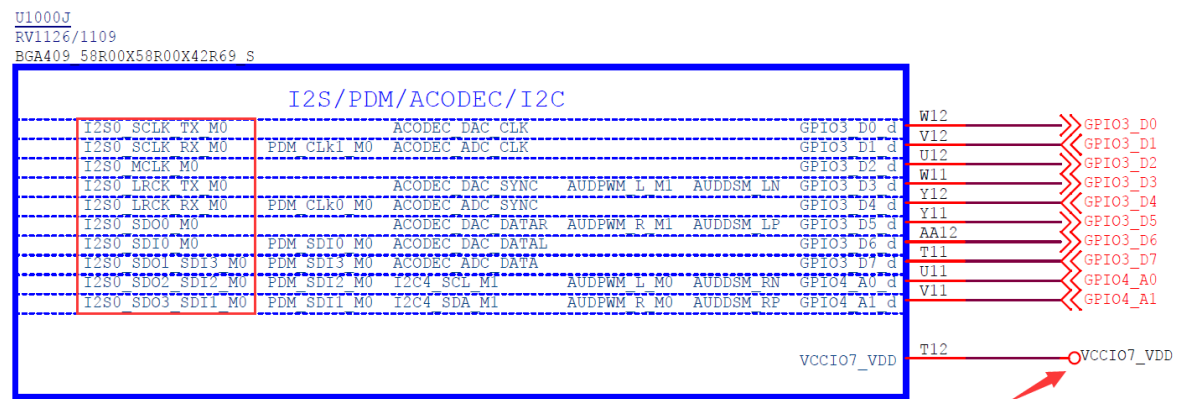 U1000J
RV1126/1109
BGA409_58R00X58R00X42R69_S
I2S/PDM/ACODEC/I2C
I2S0_SCLK_TX_M0 ACODEC_DAC_CLK GPIO3_D0_d W12 GPIO3_D0
I2S0_SCLK_RX_M0 PDM_CLk1_M0 ACODEC_ADC_CLK GPIO3_D1_d V12 GPIO3_D1
I2S0_MCLK_M0 GPIO3_D2_d U12 GPIO3_D2
I2S0_LRCK_TX_M0 ACODEC_DAC_SYNC AUDPWM_L_M1 AUDDSM_LN GPIO3_D3_d W11 GPIO3_D3
I2S0_LRCK_RX_M0 PDM_CLk0_M0 ACODEC_ADC_SYNC GPIO3_D4_d Y12 GPIO3_D4
I2S0_SDO0_M0 ACODEC_DAC_DATAR AUDPWM_R_M1 AUDDSM_LP GPIO3_D5_d Y11 GPIO3_D5
I2S0_SDI0_M0 PDM_SDI0_M0 ACODEC_DAC_DATAL GPIO3_D6_d AA12 GPIO3_D6
I2S0_SDO1_SDI3_M0 PDM_SDI3_M0 ACODEC_ADC_DATA GPIO3_D7_d T11 GPIO3_D7
I2S0_SDO2_SDI2_M0 PDM_SDI2_M0 I2C4_SCL_M1 AUDPWM_L_M0 AUDDSM_RN GPIO4_A0_d U11 GPIO4_A0
I2S0_SDO3_SDI1_M0 PDM_SDI1_M0 I2C4_SDA_M1 AUDPWM_R_M0 AUDDSM_RP GPIO4_A1_d V11 GPIO4_A1
VCCIO7_VDD T12 VCCIO7_VDD